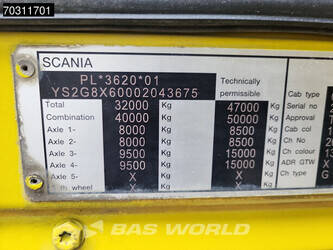 70311701
SCANIA
PL*3620*01
YS2G8X60002043675
Technically permissible
Total 32000 Kg 47000 Kg
Combination 40000 Kg 50000 Kg
Axle 1- 8000 Kg 8500 Kg
Axle 2- 8000 Kg 8500 Kg
Axle 3- 9500 Kg 15000 Kg
Axle 4- 9500 Kg 15000 Kg
Axle 5- X Kg X Kg
th wheel X Kg X Kg
Cab type
Serial no
Approval
Cab col
Ch No
Ch colour 13
ADR GTW X
Ch type G
BAS WORLD